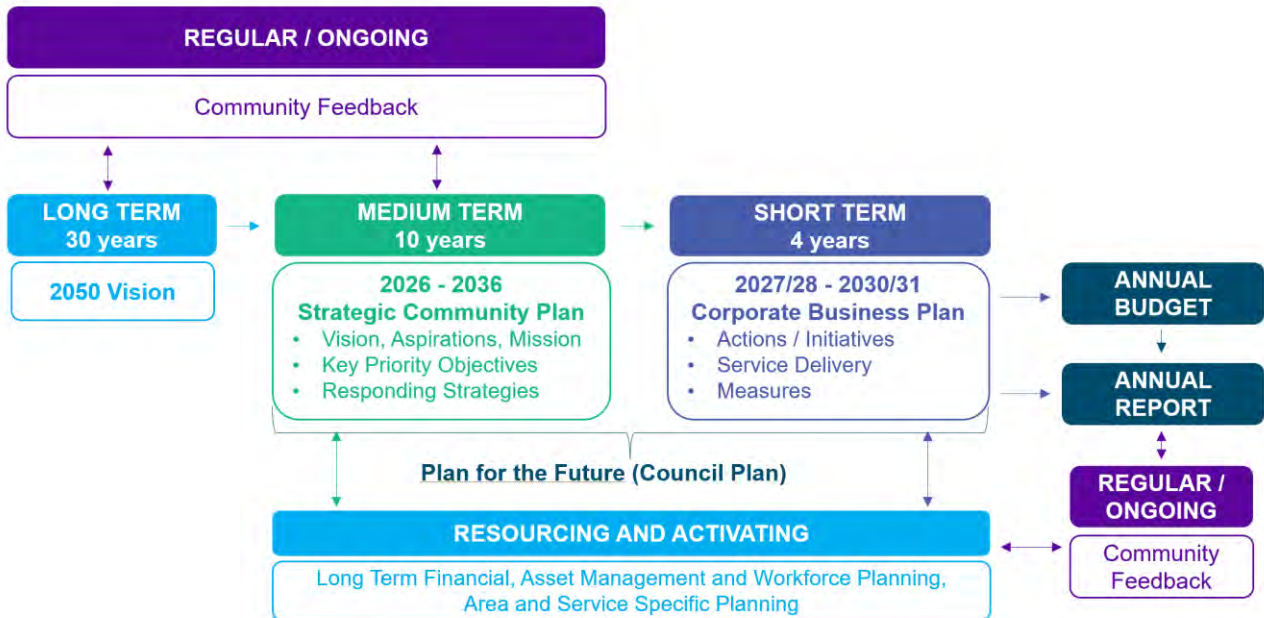 REGULAR / ONGOING
Community Feedback
LONG TERM
30 years
2050 Vision
MEDIUM TERM
10 years
2026 - 2036
Strategic Community Plan
• Vision, Aspirations, Mission
• Key Priority Objectives
• Responding Strategies
SHORT TERM
4 years
2027/28 - 2030/31
Corporate Business Plan
• Actions / Initiatives
• Service Delivery
• Measures
ANNUAL
BUDGET
ANNUAL
REPORT
Plan for the Future (Council Plan)
REGULAR /
ONGOING
Community
Feedback
RESOURCING AND ACTIVATING
Long Term Financial, Asset Management and Workforce Planning,
Area and Service Specific Planning